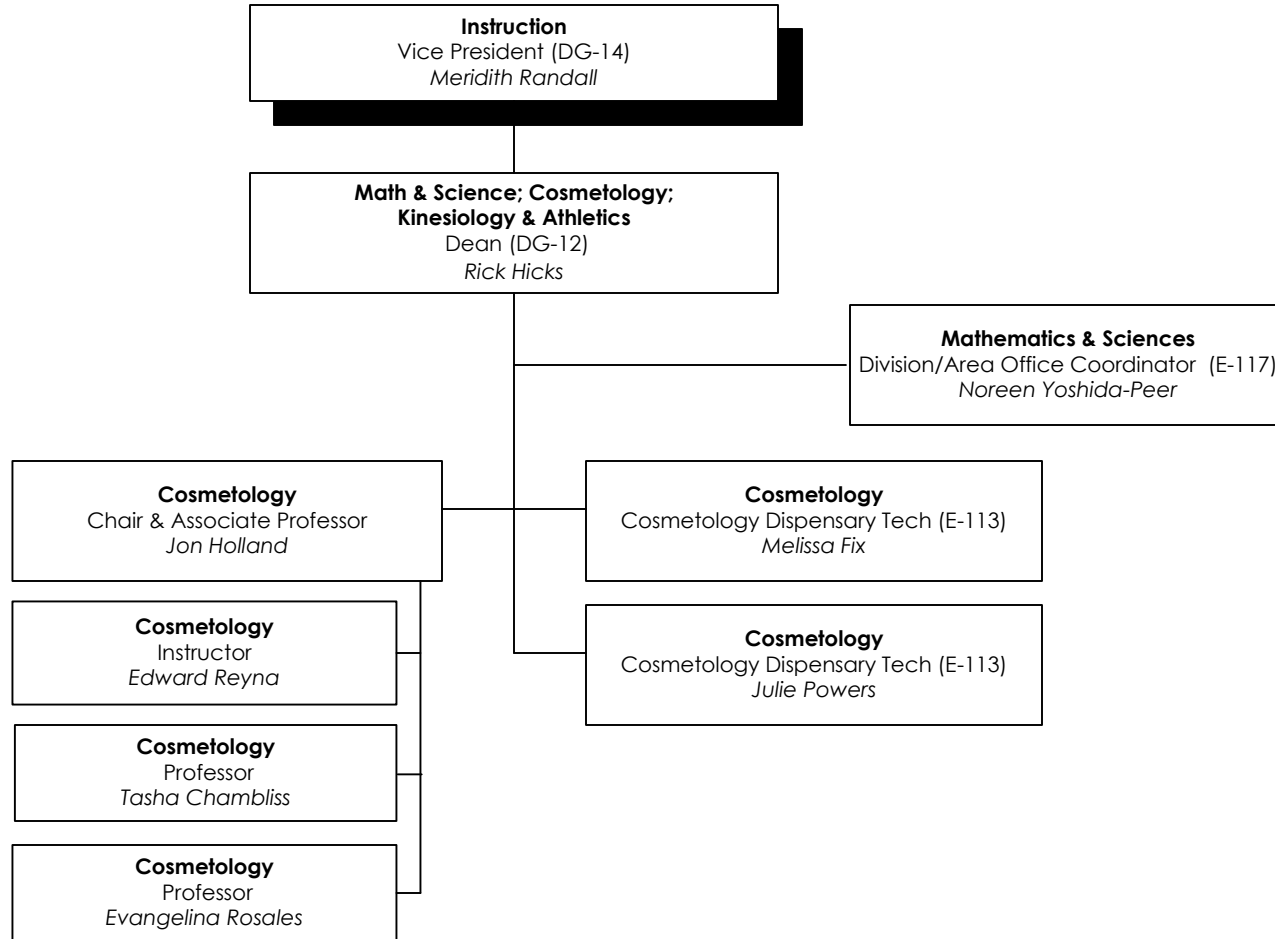 Instruction
Vice President (DG-14)
Meridith Randall
Math & Science; Cosmetology;
Kinesiology & Athletics
Dean (DG-12)
Rick Hicks
Mathematics & Sciences
Division/Area Office Coordinator (E-117)
Noreen Yoshida-Peer
Cosmetology
Chair & Associate Professor
Jon Holland
Cosmetology
Cosmetology Dispensary Tech (E-113)
Melissa Fix
Cosmetology
Instructor
Edward Reyna
Cosmetology
Cosmetology Dispensary Tech (E-113)
Julie Powers
Cosmetology
Professor
Tasha Chambliss
Cosmetology
Professor
Evangelina Rosales